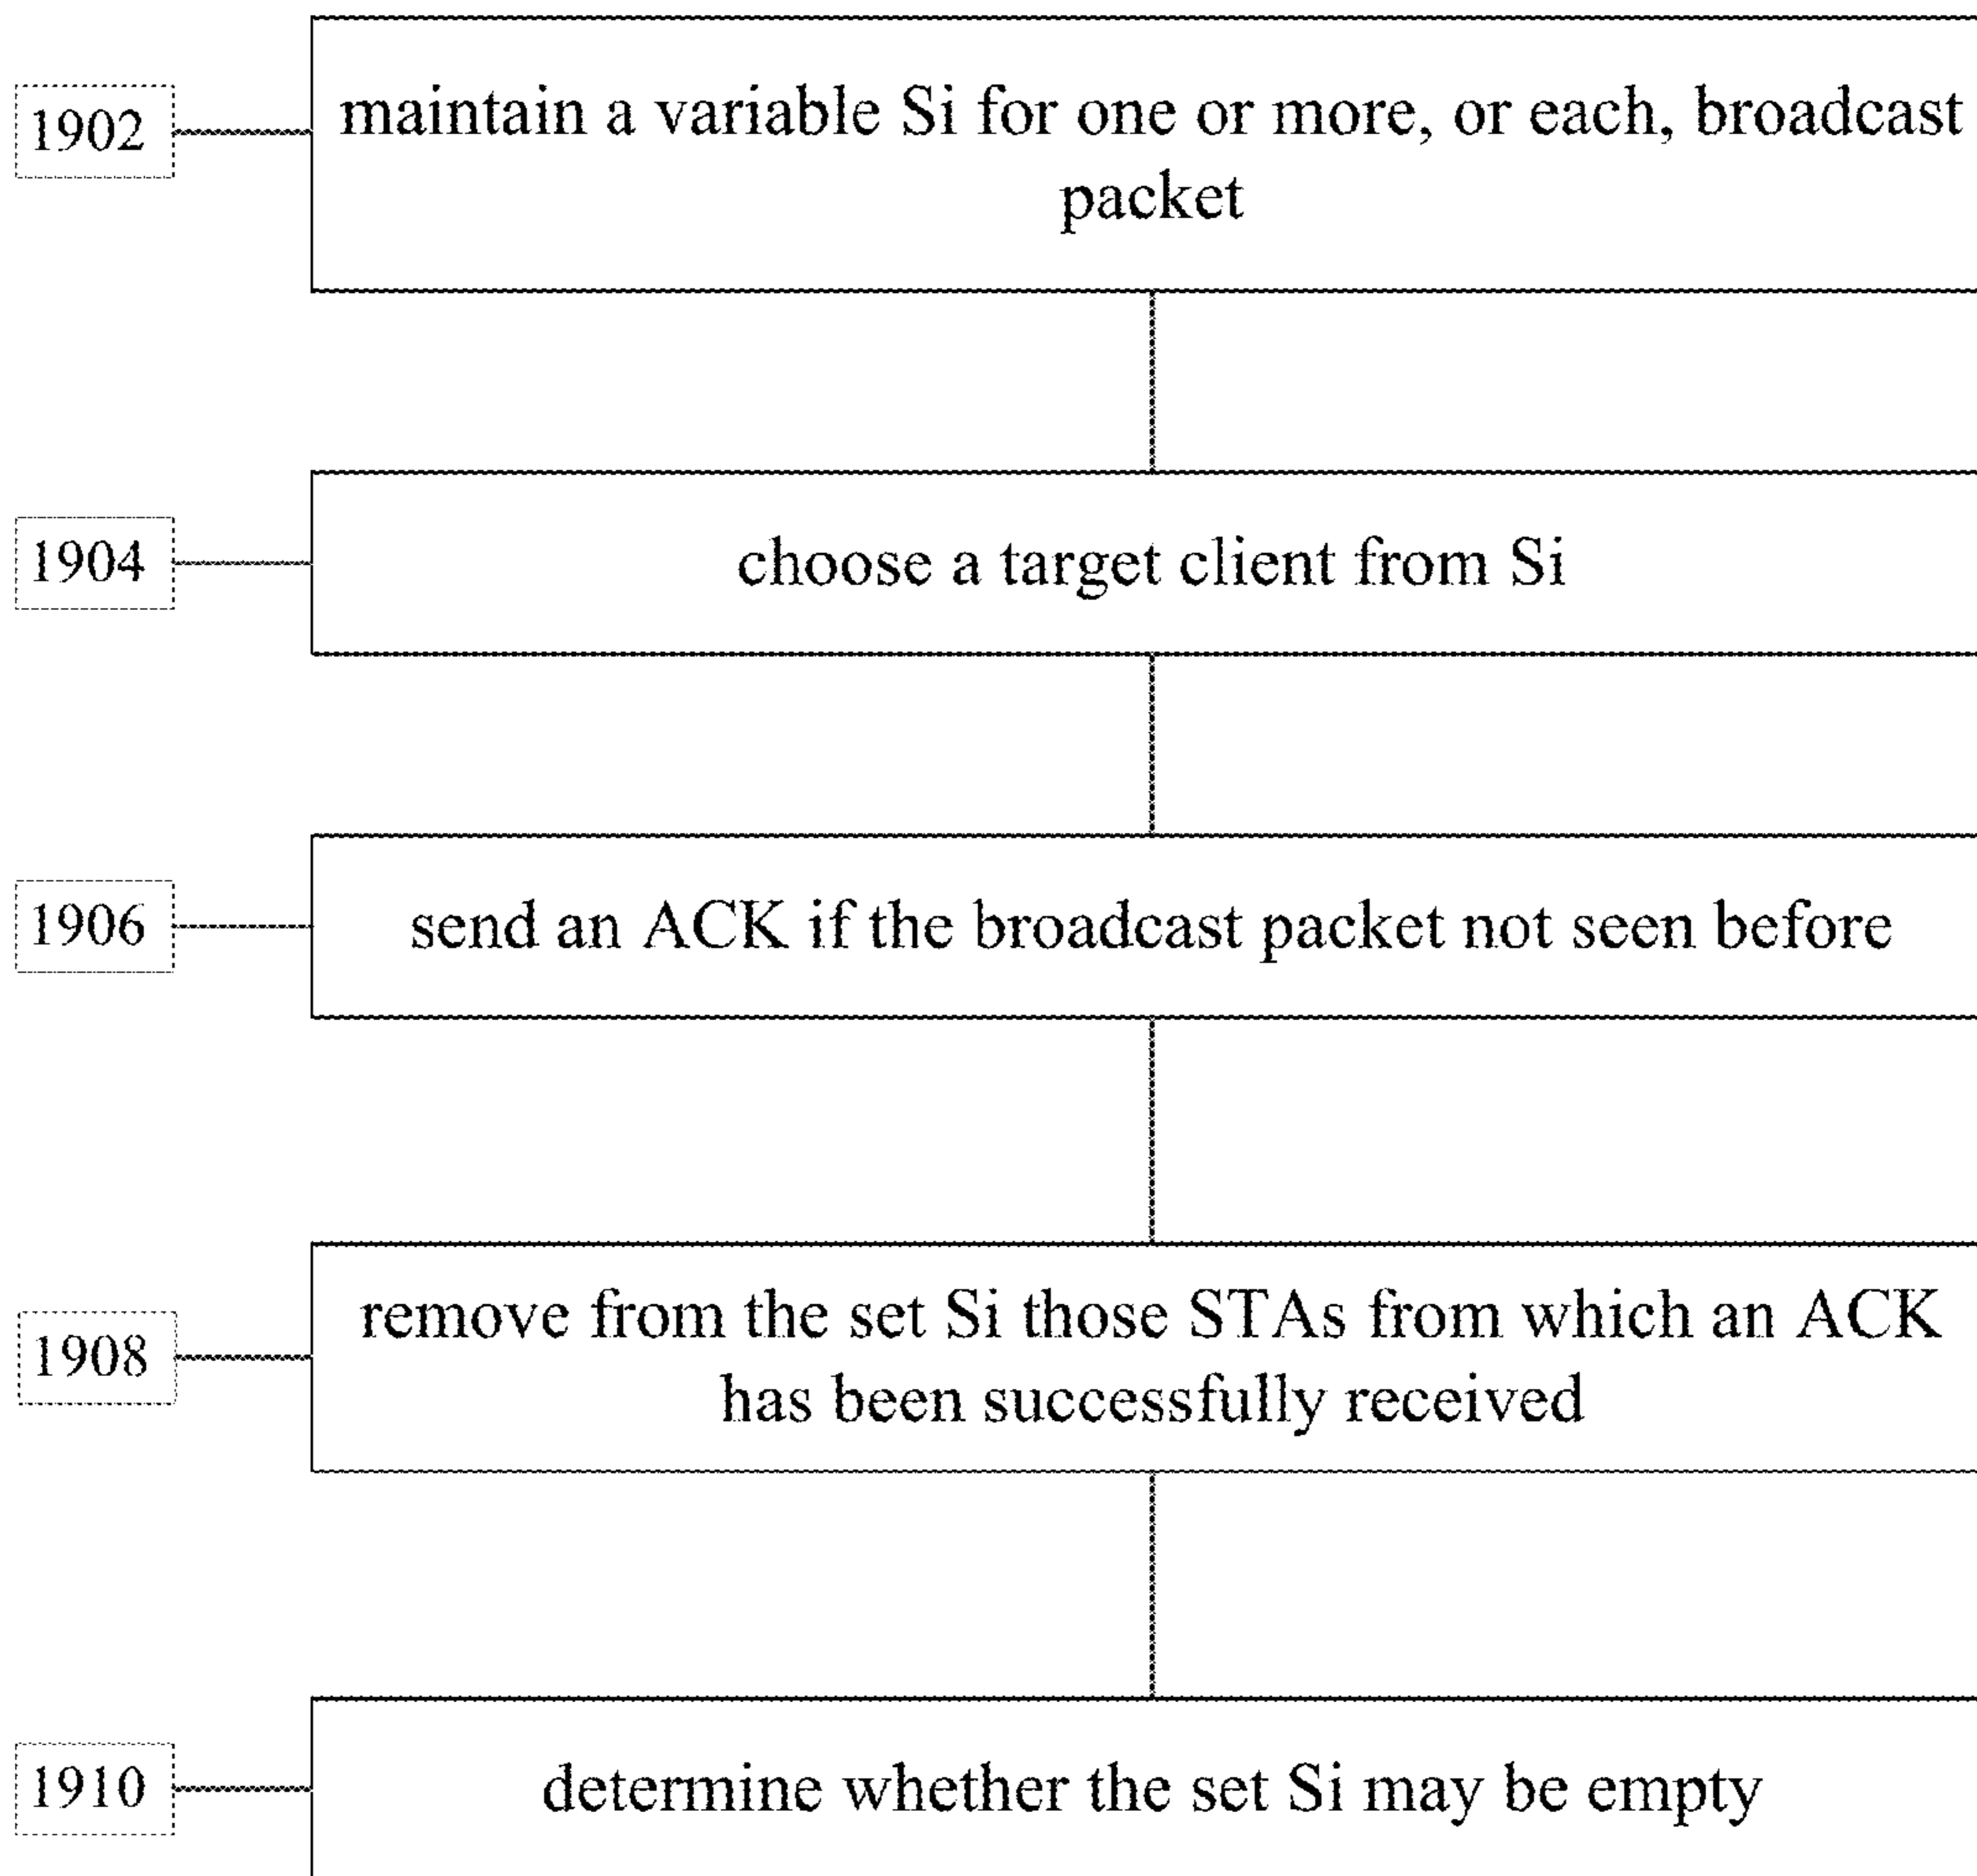 1902
maintain a variable Si for one or more, or each, broadcast
packet
1904
choose a target client from Si
1906
send an ACK if the broadcast packet not seen before
1908
remove from the set Si those STAs from which an ACK
has been successfully received
1910
determine whether the set Si may be empty